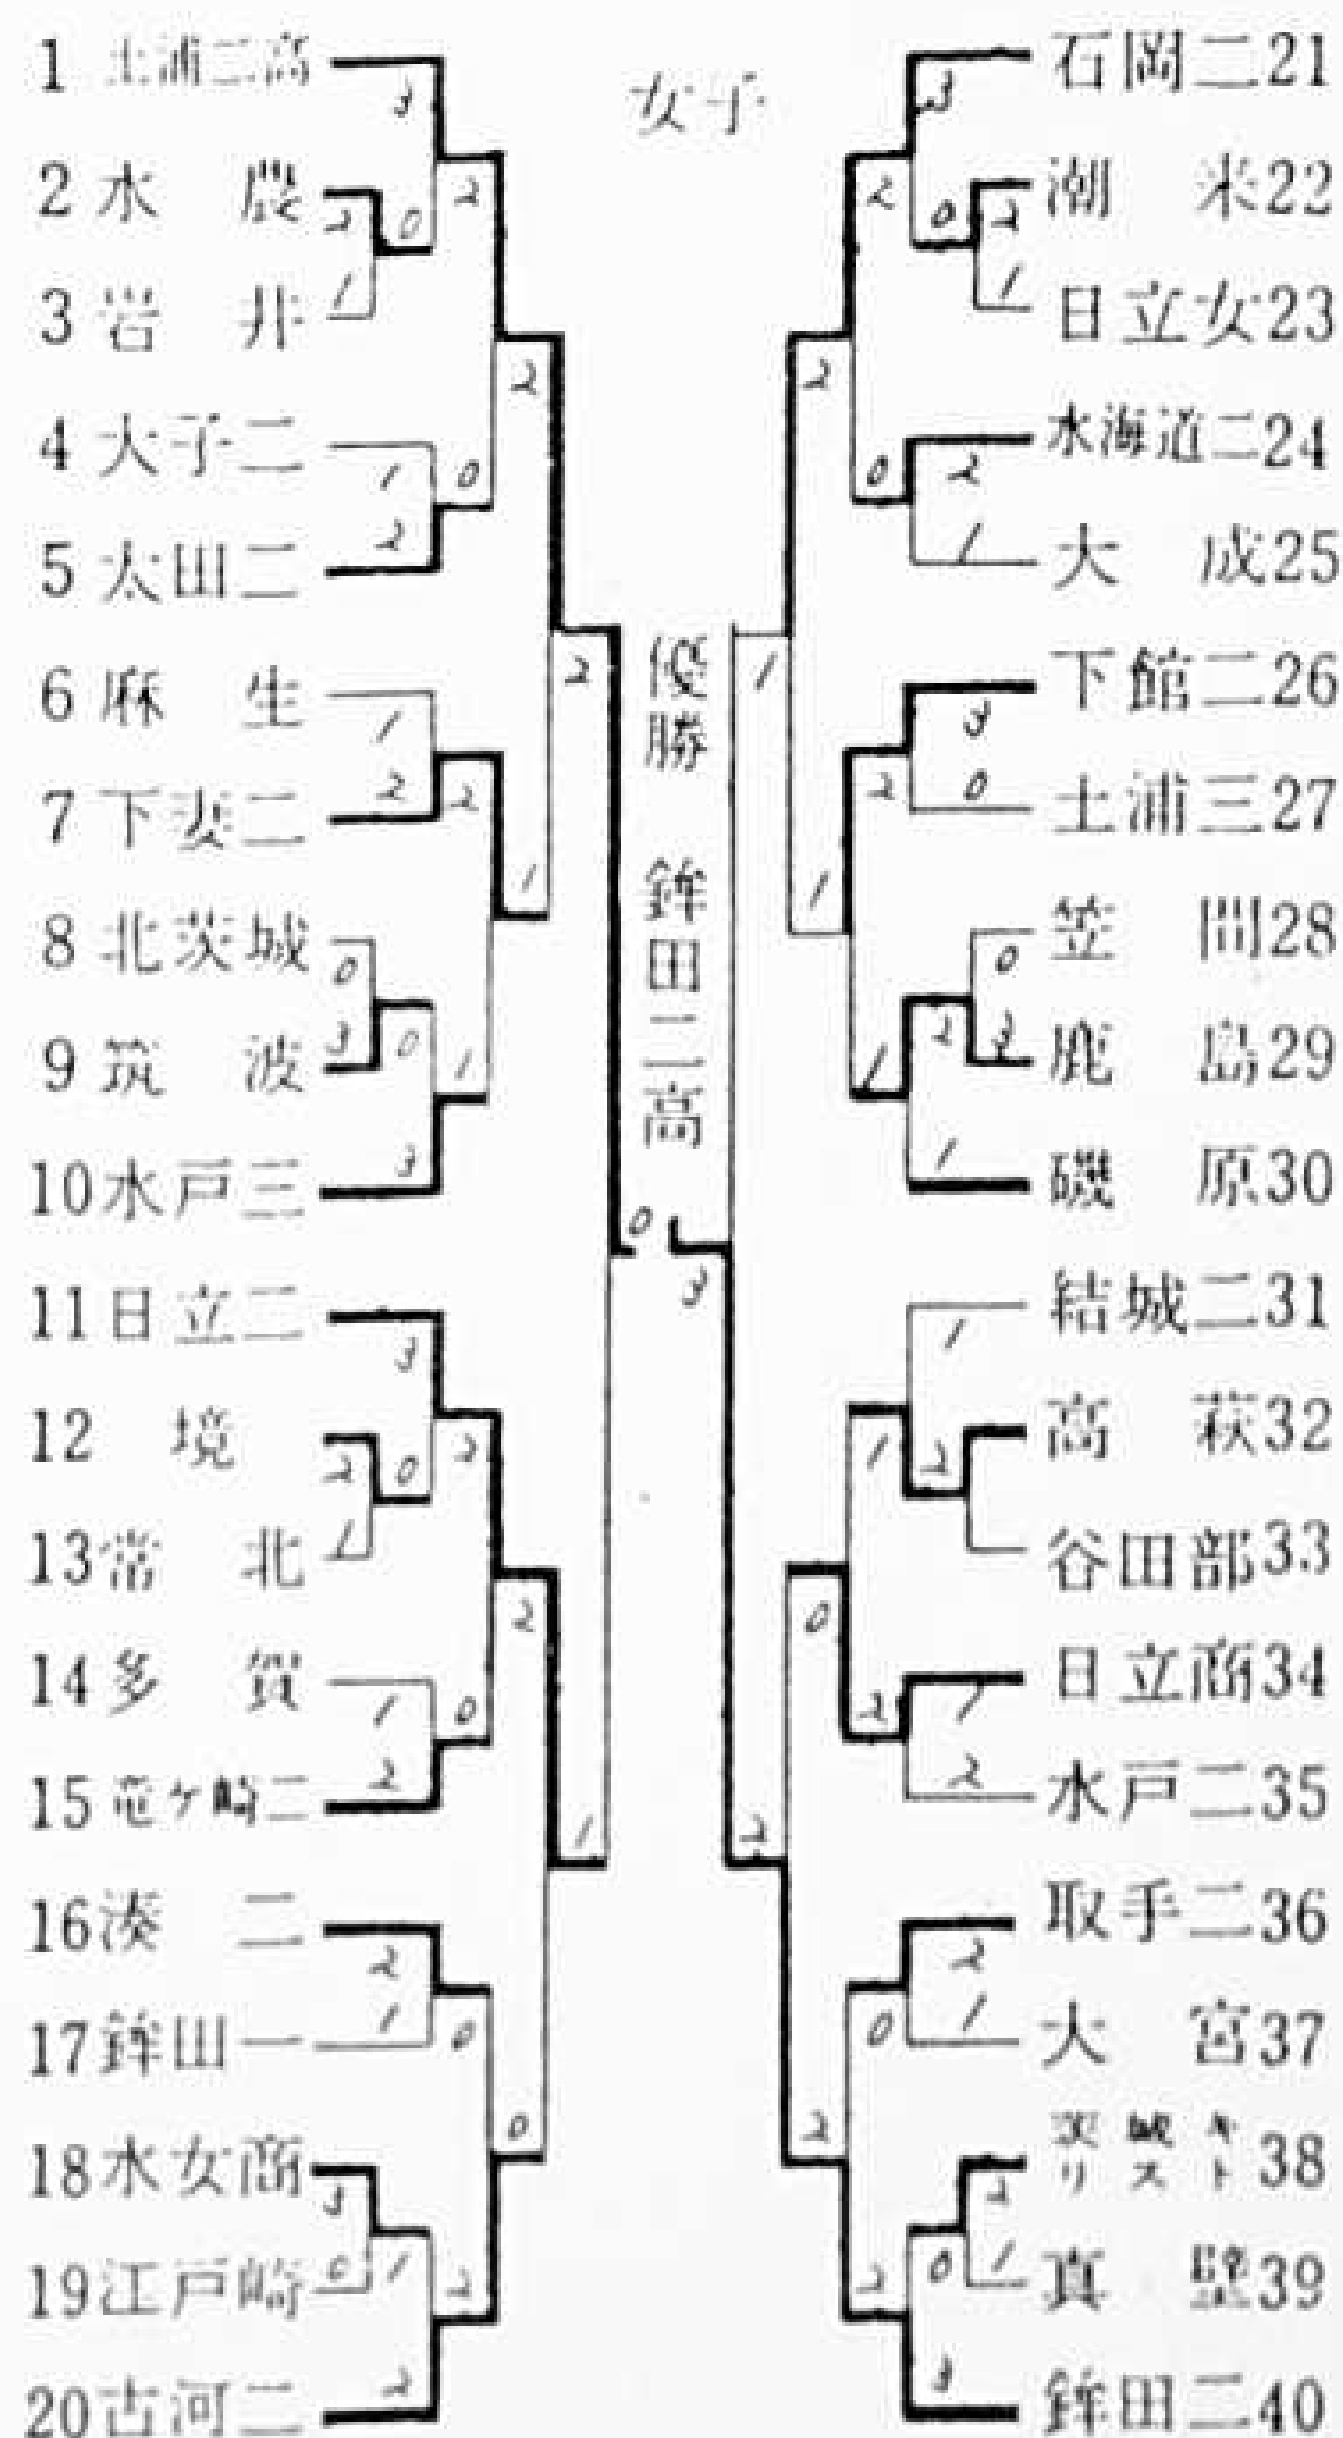 女子
1 土浦二高
2 水 農
3 岩 井
4 大子二
5 太田二
6 麻 生
7 下妻二
8 北茨城
9 筑 波
10 水戸三
11 日立二
12 境
13 常 北
14 多 賀
15 竜ヶ崎二
16 湊 二
17 鉾田一
18 水女商
19 江戸崎
20 古河二
優勝 鉾田二高
石岡二 21
潮 来 22
日立女 23
水海道二 24
大 成 25
下館二 26
土浦三 27
笠 間 28
鹿 島 29
磯 原 30
結城二 31
高 萩 32
谷田部 33
日立商 34
水戸二 35
取手二 36
大 宮 37
茨城キリスト 38
真 壁 39
鉾田二 40